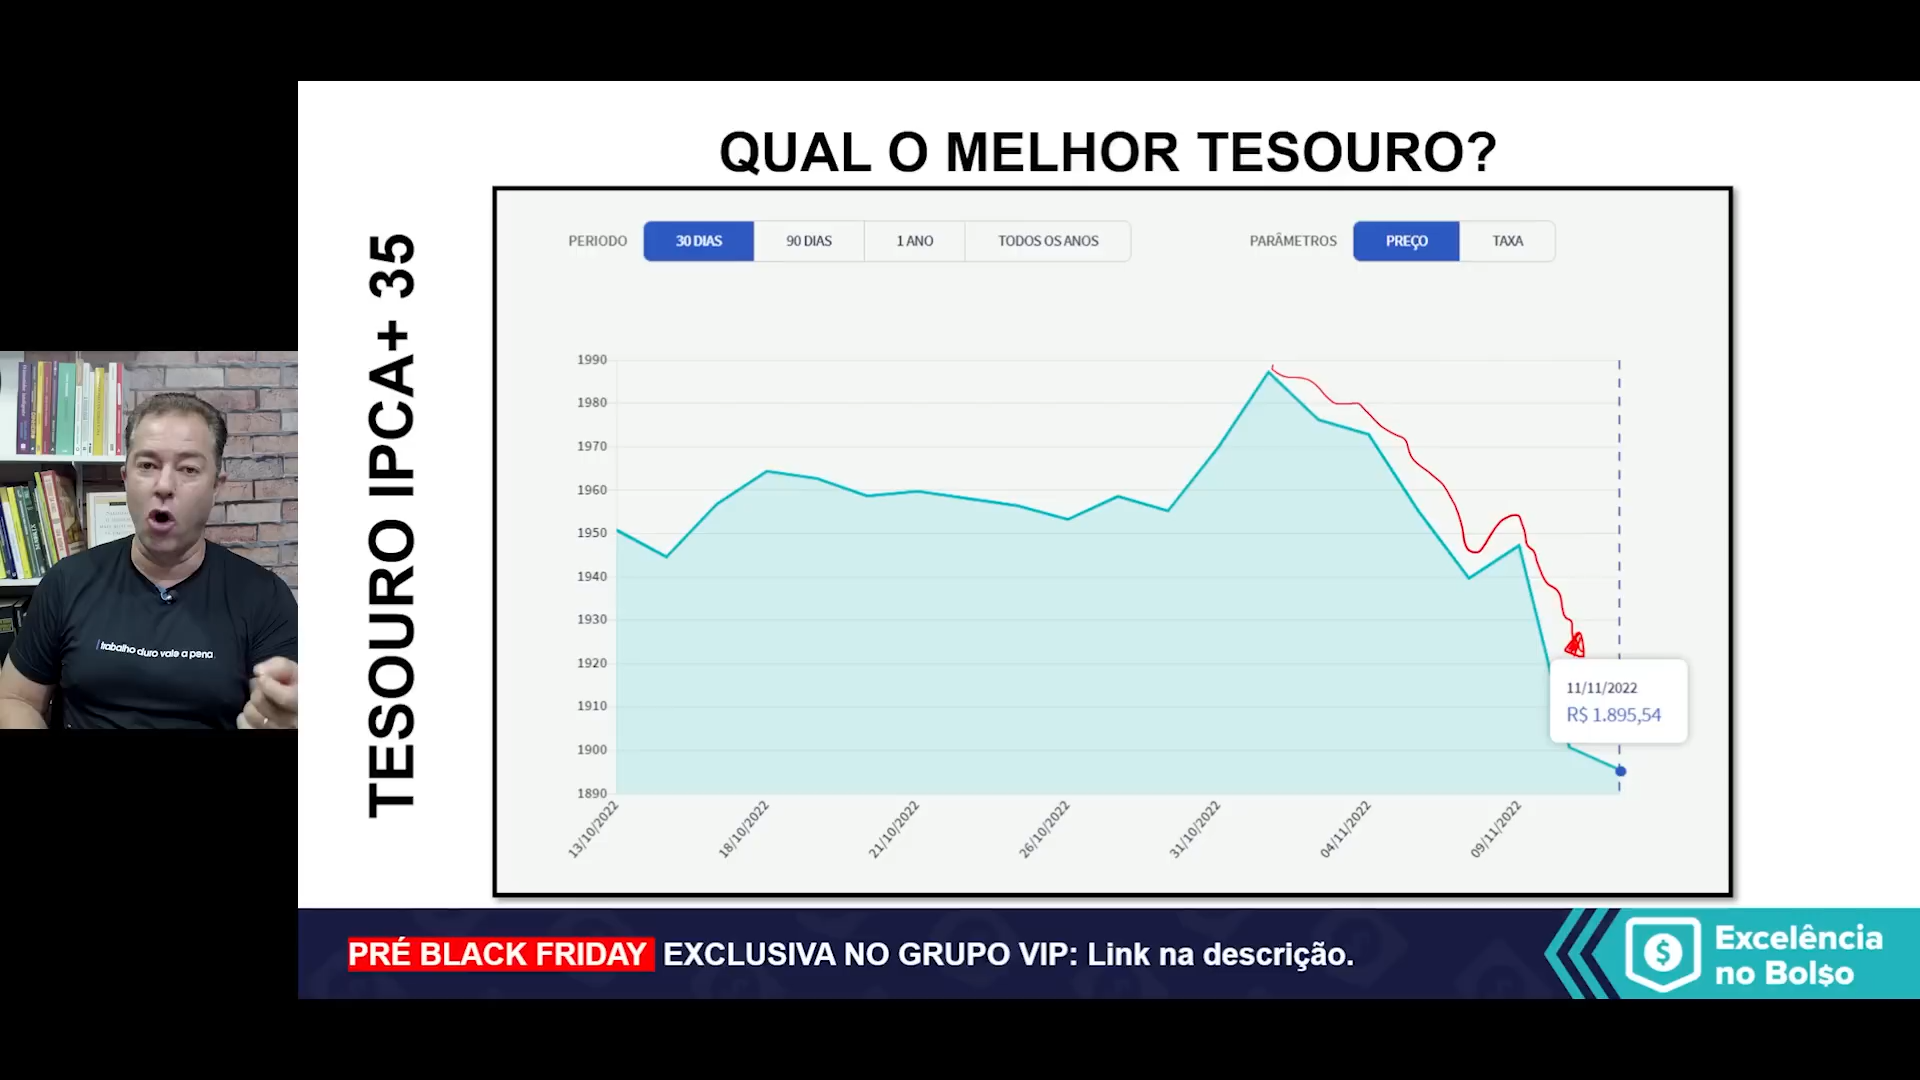 QUAL O MELHOR TESOURO?
TESOURO IPCA+ 35
PERIODO
30 DIAS
90 DIAS
1 ANO
TODOS OS ANOS
PARÂMETROS
PREÇO
TAXA
1990
1980
1970
1960
1950
1940
1930
1920
1910
1900
1890
11/11/2022
R$ 1.895,54
13/10/2022
18/10/2022
21/10/2022
26/10/2022
31/10/2022
04/11/2022
09/11/2022
trabalho duro vale a pena.
PRÉ BLACK FRIDAY EXCLUSIVA NO GRUPO VIP: Link na descrição.
$
Excelência
no Bol$o